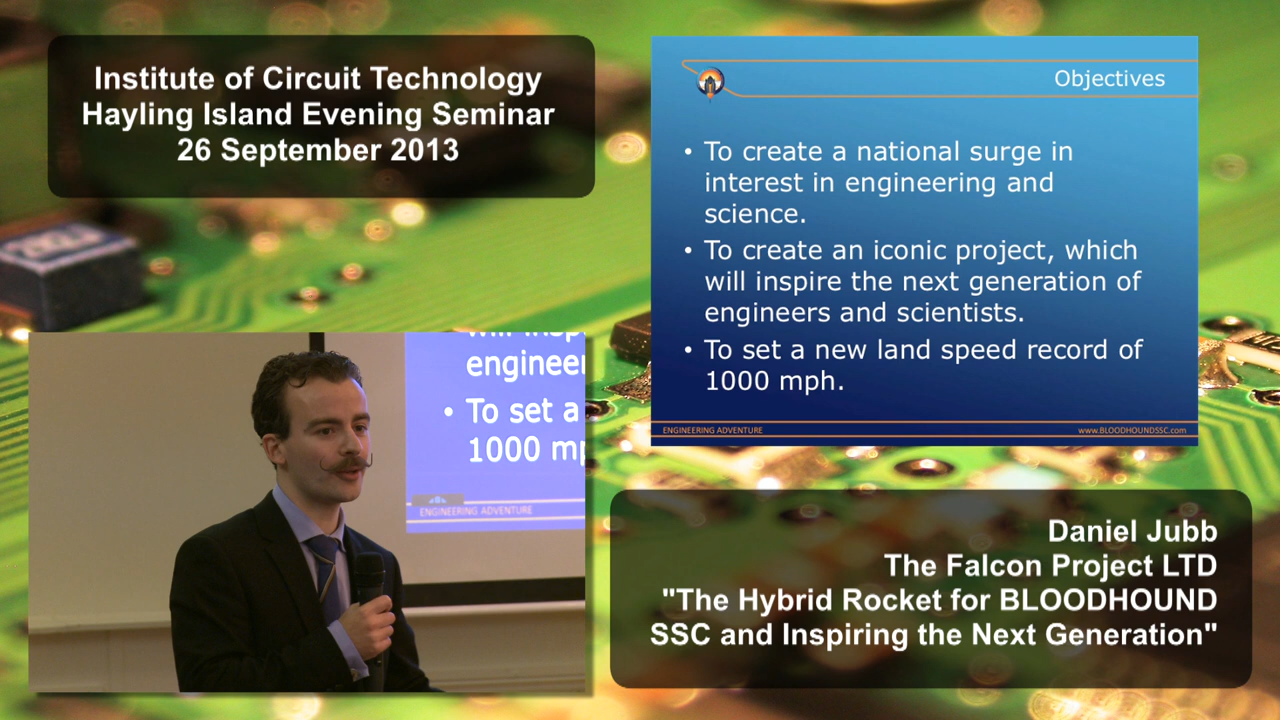 Institute of Circuit Technology
Hayling Island Evening Seminar
26 September 2013
Objectives
• To create a national surge in
interest in engineering and
science.
• To create an iconic project, which
will inspire the next generation of
engineers and scientists.
• To set a new land speed record of
1000 mph.
ENGINEERING ADVENTURE
www.BLOODHOUNDSSC.com
• To set a
ENGINEERING ADVENTURE
Daniel Jubb
The Falcon Project LTD
"The Hybrid Rocket for BLOODHOUND
SSC and Inspiring the Next Generation"